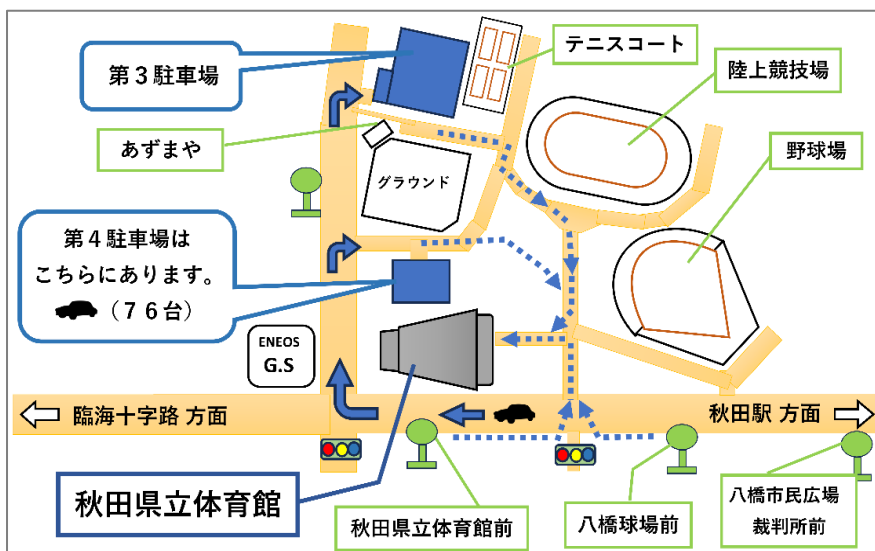 第３駐車場
テニスコート
陸上競技場
あずまや
野球場
グラウンド
第４駐車場は
こちらにあります。
（７６台）
ENEOS
G.S
臨海十字路 方面
秋田駅 方面
秋田県立体育館
秋田県立体育館前
八橋球場前
八橋市民広場
裁判所前